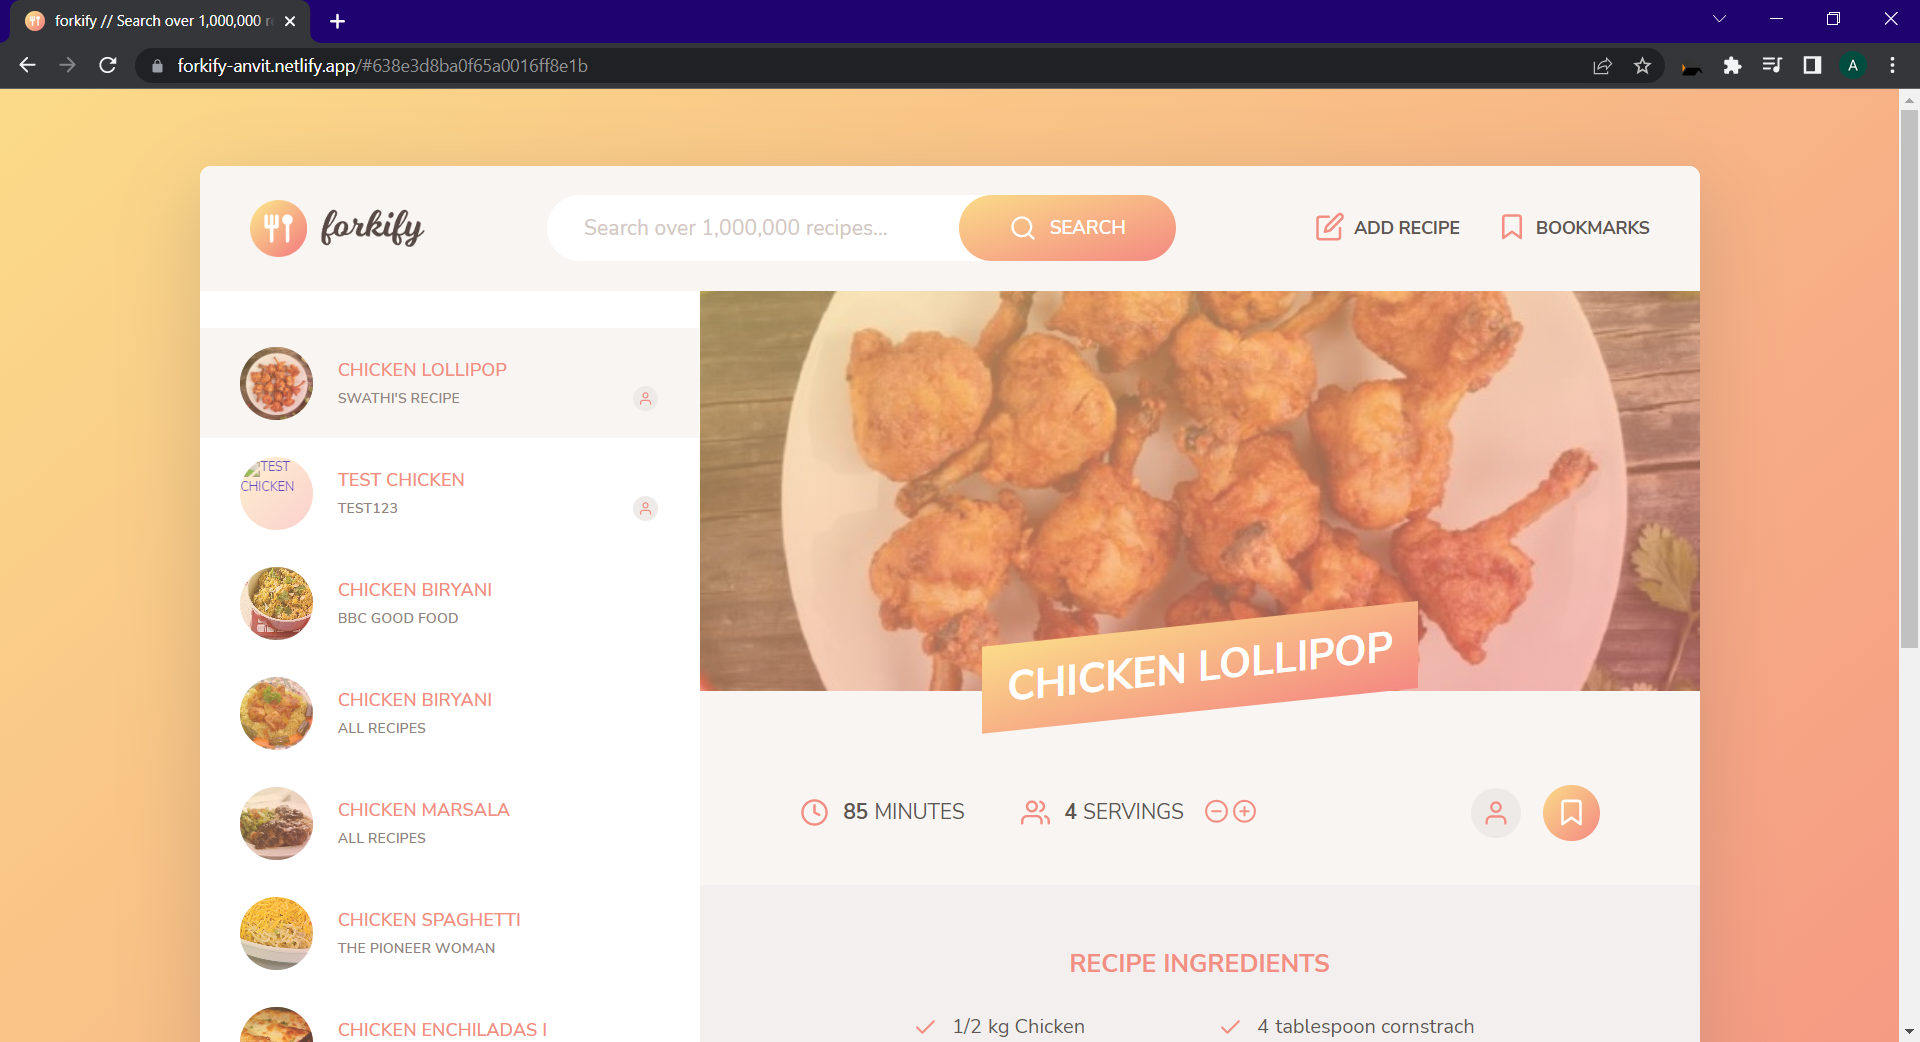 forkify // Search over 1,000,000 r
forkify-anvit.netlify.app/#638e3d8ba0f65a0016ff8e1b
A
forkify
Search over 1,000,000 recipes...
SEARCH
ADD RECIPE
BOOKMARKS
CHICKEN LOLLIPOP
SWATHI'S RECIPE
TEST CHICKEN
TEST CHICKEN
TEST123
CHICKEN BIRYANI
BBC GOOD FOOD
CHICKEN BIRYANI
ALL RECIPES
CHICKEN MARSALA
ALL RECIPES
CHICKEN SPAGHETTI
THE PIONEER WOMAN
CHICKEN ENCHILADAS I
CHICKEN LOLLIPOP
85 MINUTES
4 SERVINGS
RECIPE INGREDIENTS
1/2 kg Chicken
4 tablespoon cornstrach